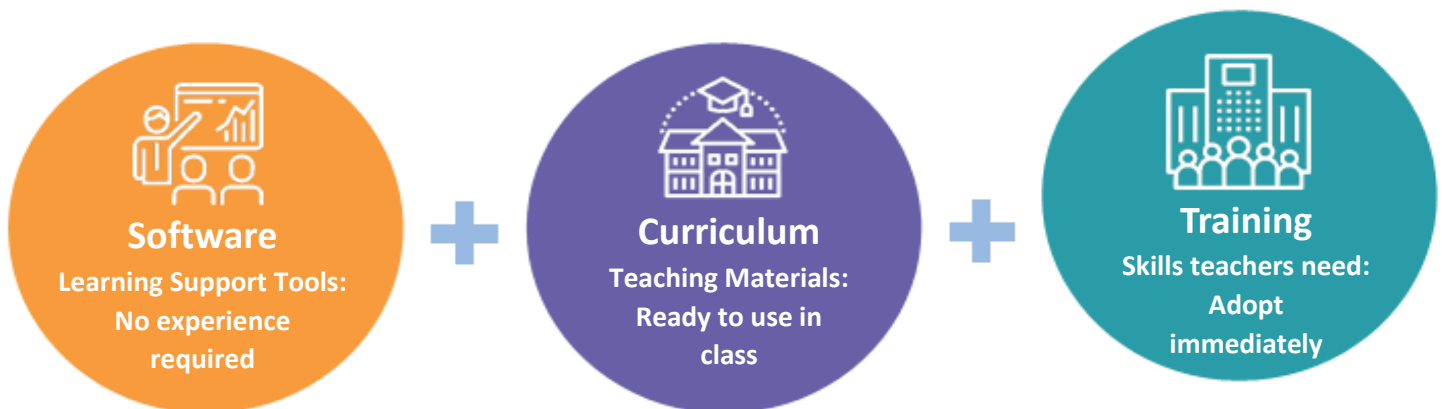 Software
Learning Support Tools:
No experience
required
Curriculum
Teaching Materials:
Ready to use in
class
Training
Skills teachers need:
Adopt
immediately